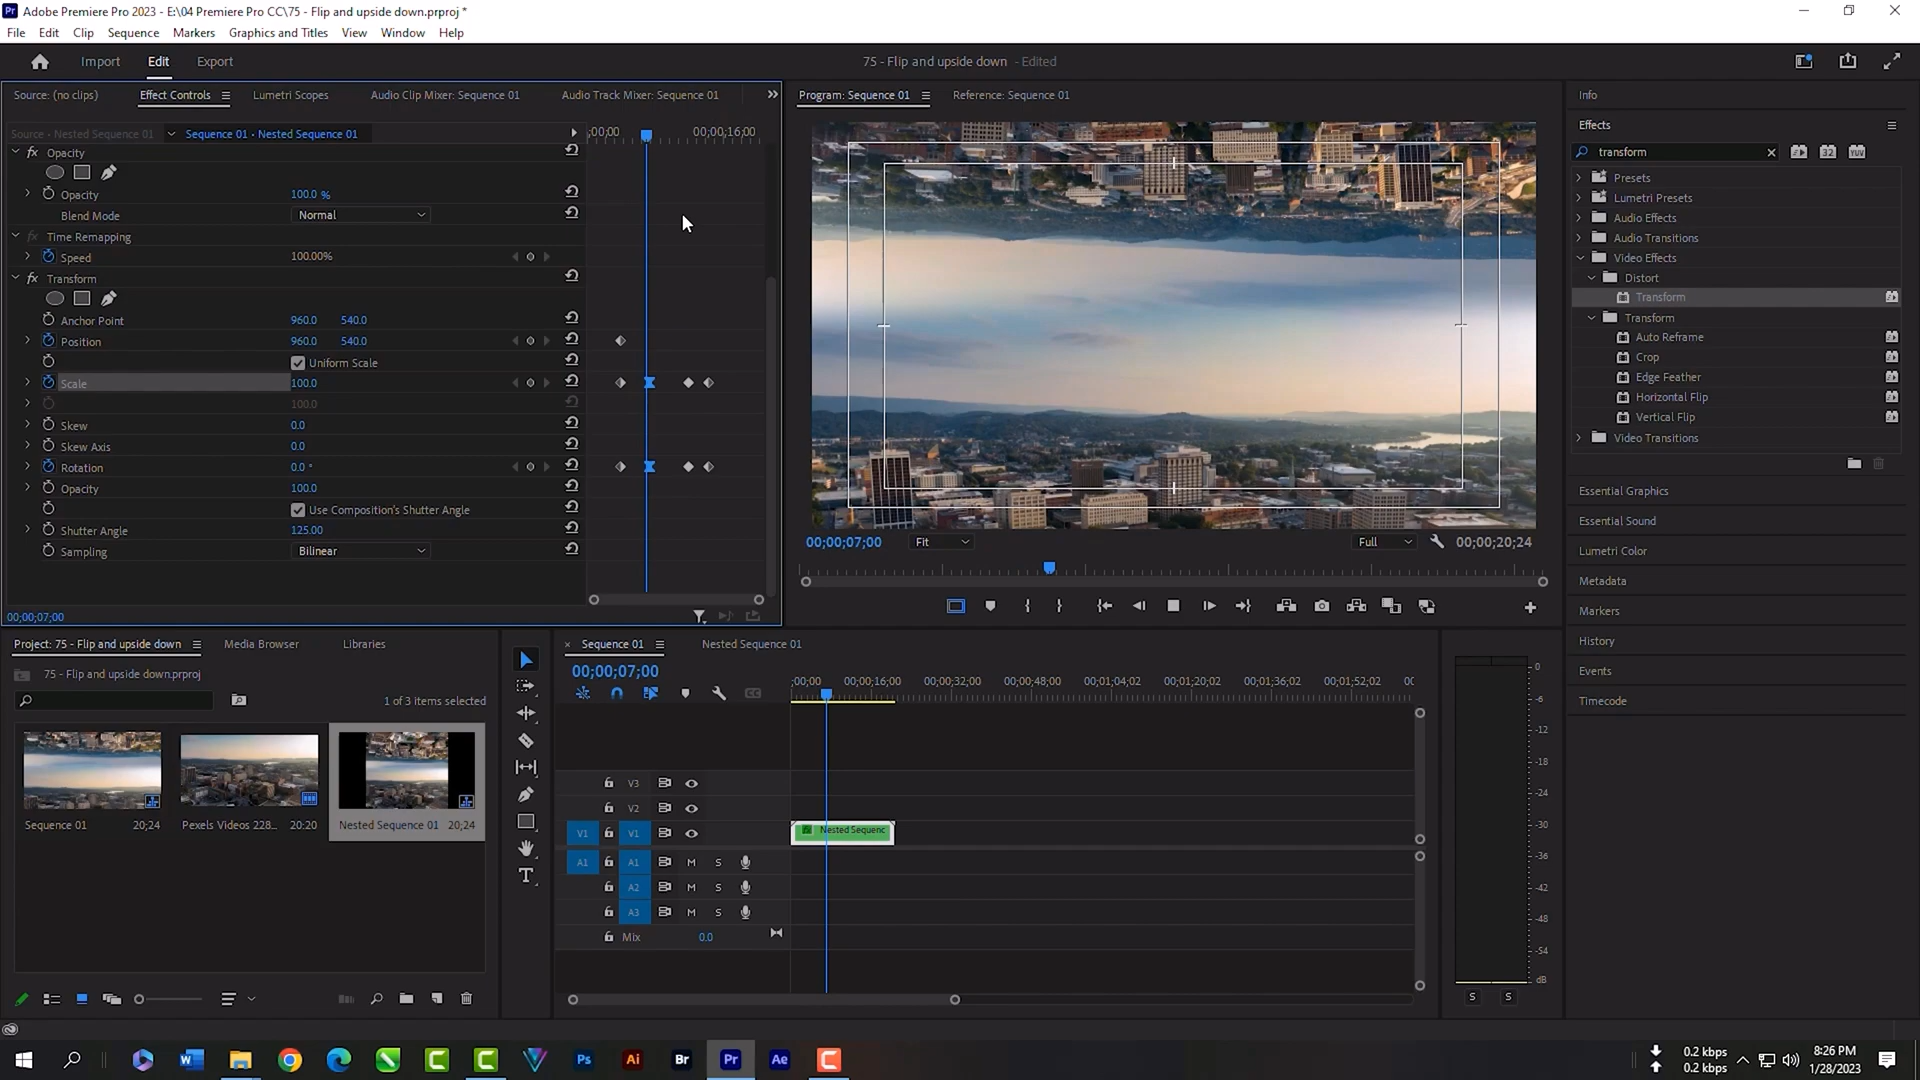 Adobe Premiere Pro 2023 - E:\04 Premiere Pro CC\75 - Flip and upside down.prproj *
File Edit Clip Sequence Markers Graphics and Titles View Window Help
Import Edit Export
75 - Flip and upside down - Edited
Source: (no clips) Effect Controls Lumetri Scopes Audio Clip Mixer: Sequence 01 Audio Track Mixer: Sequence 01
Source - Nested Sequence 01 Sequence 01 - Nested Sequence 01
;00;00 00;00;16;00
fx Opacity
Opacity 100.0 %
Blend Mode Normal
fx Time Remapping
Speed 100.00%
fx Transform
Anchor Point 960.0 540.0
Position 960.0 540.0
Uniform Scale
Scale 100.0
100.0
Skew 0.0
Skew Axis 0.0
Rotation 0.0 °
Opacity 100.0
Use Composition's Shutter Angle
Shutter Angle 125.00
Sampling Bilinear
00;00;07;00
Program: Sequence 01 Reference: Sequence 01
00;00;07;00 Fit Full 00;00;20;24
Info
Effects
transform
32 YUV
Presets
Lumetri Presets
Audio Effects
Audio Transitions
Video Effects
Distort
Transform
Transform
Auto Reframe
Crop
Edge Feather
Horizontal Flip
Vertical Flip
Video Transitions
Essential Graphics
Essential Sound
Lumetri Color
Metadata
Markers
History
Events
Timecode
Project: 75 - Flip and upside down Media Browser Libraries
75 - Flip and upside down.prproj
1 of 3 items selected
Sequence 01 20;24
Pexels Videos 228... 20:20
Nested Sequence 01 20;24
Sequence 01 Nested Sequence 01
00;00;07;00
;00;00 00;00;16;00 00;00;32;00 00;00;48;00 00;01;04;02 00;01;20;02 00;01;36;02 00;01;52;02 00;
V3
V2
V1 V1
fx Nested Sequenc
A1 A1 M S
A2 M S
A3 M S
Mix 0.0
0
-6
-12
-18
-24
-30
-36
-42
-48
-54
dB
S S
Ps Ai Br Pr Ae
0.2 kbps
0.2 kbps
8:26 PM
1/28/2023